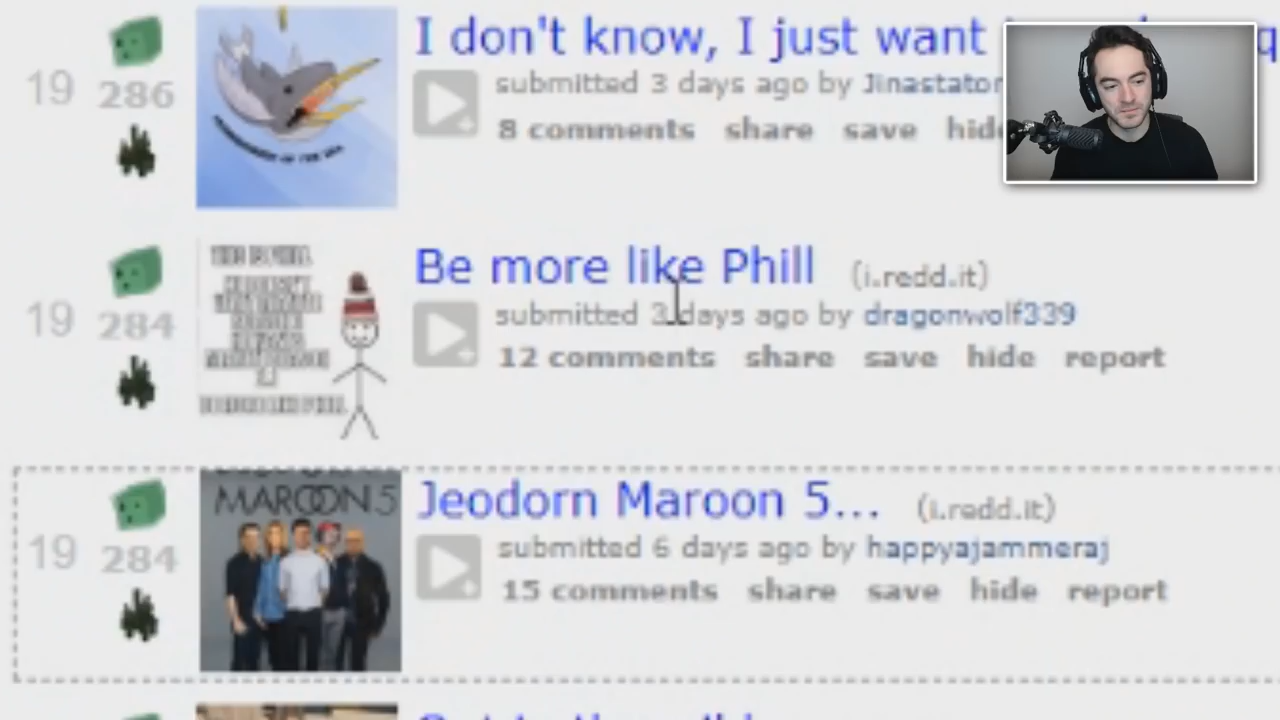 I don't know, I just want
19
286
submitted 3 days ago by Jinastator
8 comments share save hide
Be more like Phill (i.redd.it)
19
284
submitted 3 days ago by dragonwolf339
12 comments share save hide report
MAROON 5
Jeodorn Maroon 5... (i.redd.it)
19
284
submitted 6 days ago by happyajammeraj
15 comments share save hide report